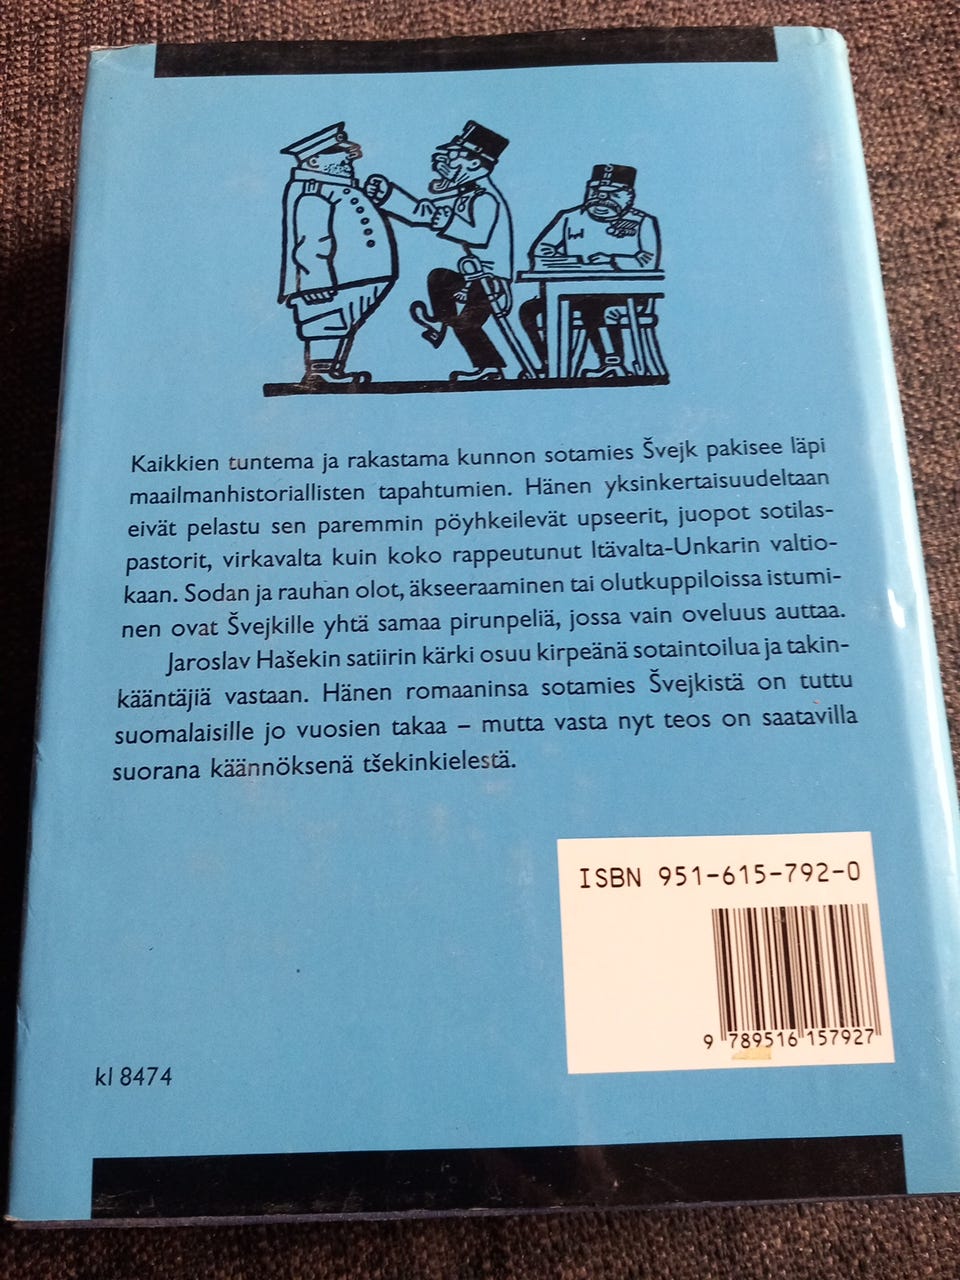 Kaikkien tuntema ja rakastama kunnon sotamies Švejk pakisee läpi
maailmanhistoriallisten tapahtumien. Hänen yksinkertaisuudeltaan
eivät pelastu sen paremmin pöyhkeilevät upseerit, juopot sotilas-
pastorit, virkavalta kuin koko rappeutunut Itävalta-Unkarin valtio-
kaan. Sodan ja rauhan olot, äkseeraaminen tai olutkuppiloissa istumi-
nen ovat Švejkille yhtä samaa pirunpeliä, jossa vain oveluus auttaa.
Jaroslav Hašekin satiirin kärki osuu kirpeänä sotaintoilua ja takin-
kääntäjiä vastaan. Hänen romaaninsa sotamies Švejkistä on tuttu
suomalaisille jo vuosien takaa – mutta vasta nyt teos on saatavilla
suorana käännöksenä tšekinkielestä.
ISBN 951-615-792-0
9 789516 157927
kl 8474